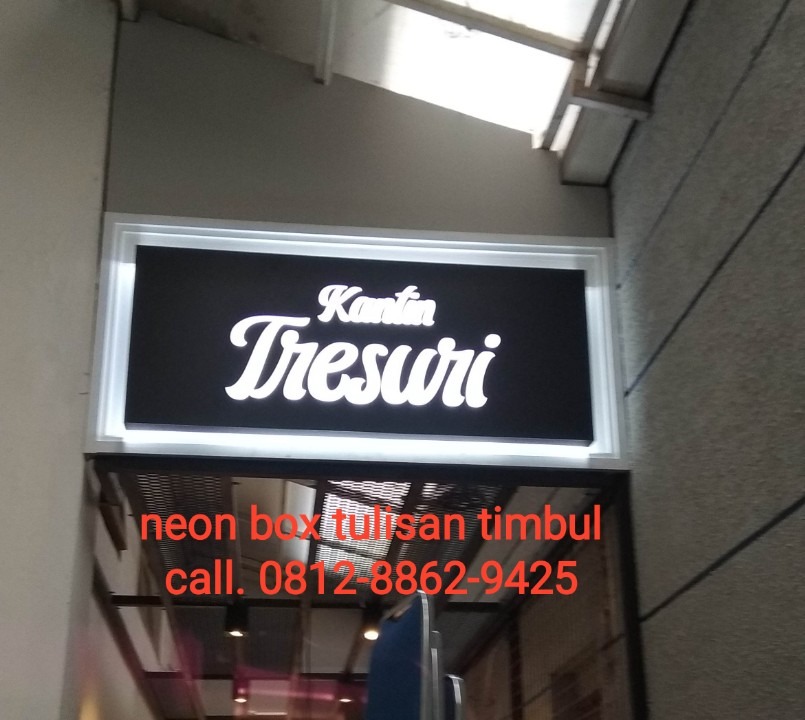 Kantin
Tresuri
neon box tulisan timbul
call. 0812-8862-9425